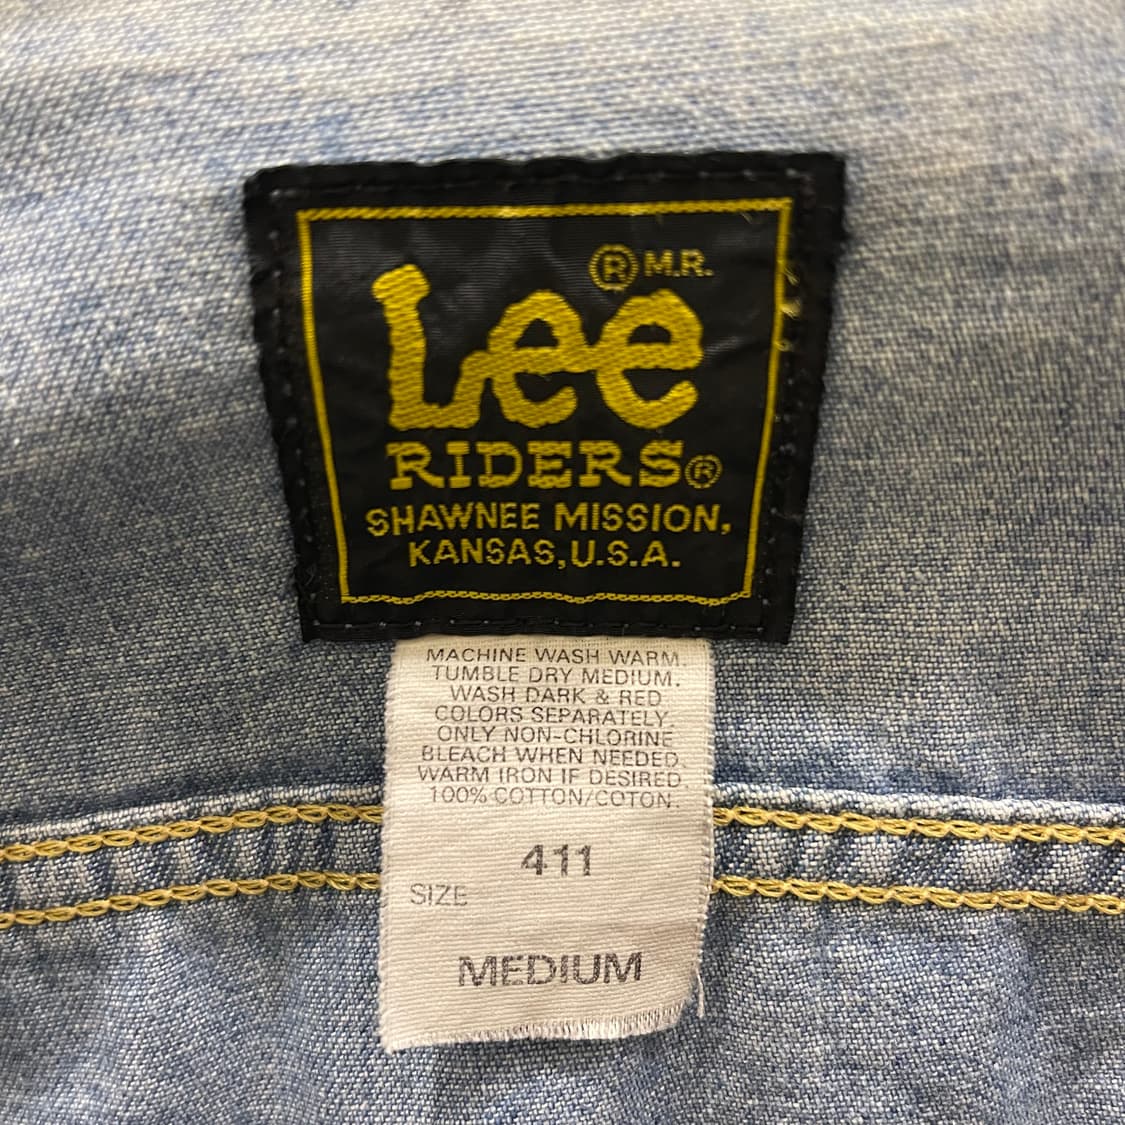 ® M.R.
Lee
RIDERS®
SHAWNEE MISSION,
KANSAS, U.S.A.
MACHINE WASH WARM.
TUMBLE DRY MEDIUM.
WASH DARK & RED
COLORS SEPARATELY.
ONLY NON-CHLORINE
BLEACH WHEN NEEDED.
WARM IRON IF DESIRED.
100% COTTON/COTON.
411
SIZE
MEDIUM